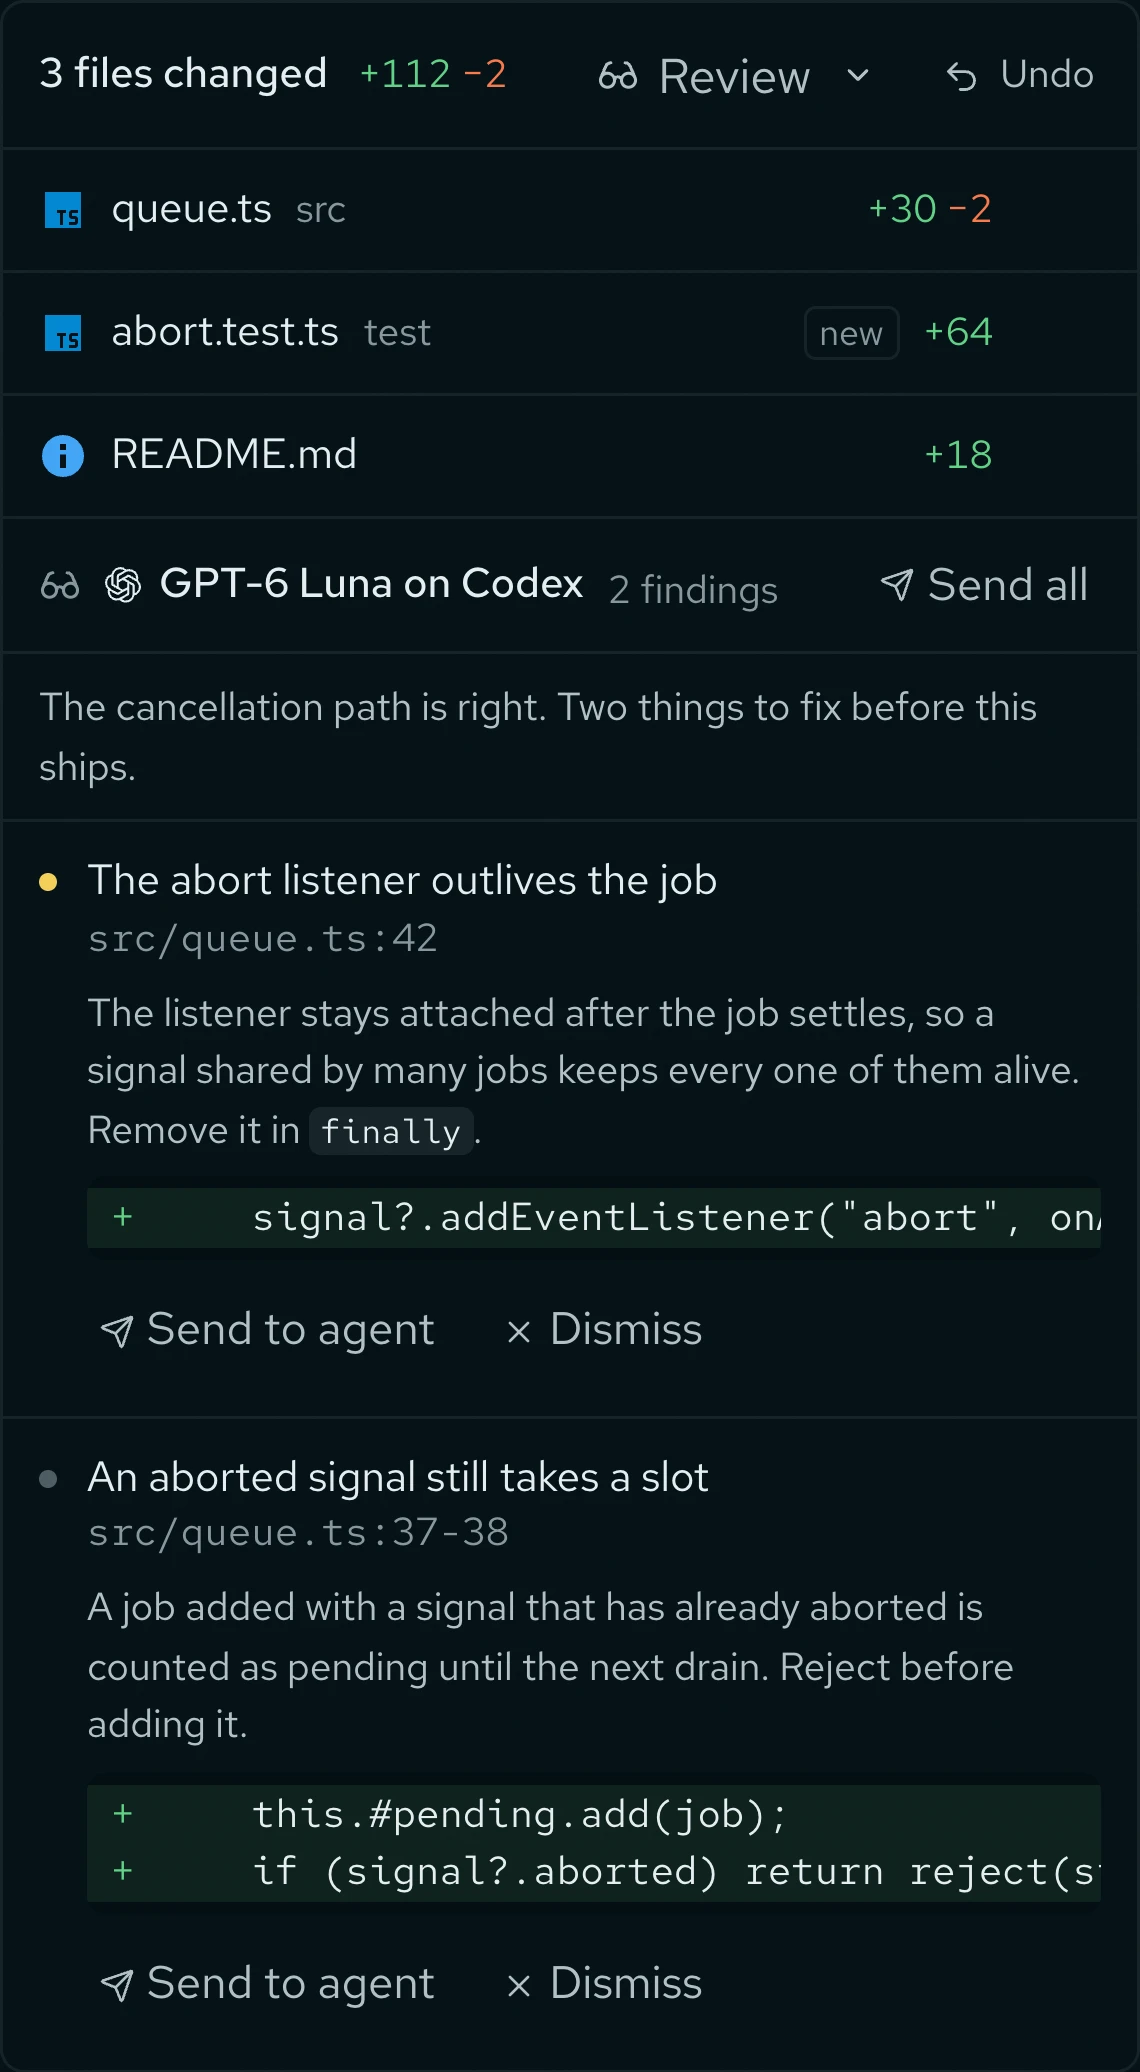 3 files changed +112 −2 Review Undo
TS queue.ts src +30 −2
TS abort.test.ts test new +64
README.md +18
GPT-6 Luna on Codex 2 findings Send all
The cancellation path is right. Two things to fix before this
ships.
The abort listener outlives the job
src/queue.ts:42
The listener stays attached after the job settles, so a
signal shared by many jobs keeps every one of them alive.
Remove it in finally.
+ signal?.addEventListener("abort", on
Send to agent × Dismiss
An aborted signal still takes a slot
src/queue.ts:37-38
A job added with a signal that has already aborted is
counted as pending until the next drain. Reject before
adding it.
+ this.#pending.add(job);
+ if (signal?.aborted) return reject(s
Send to agent × Dismiss